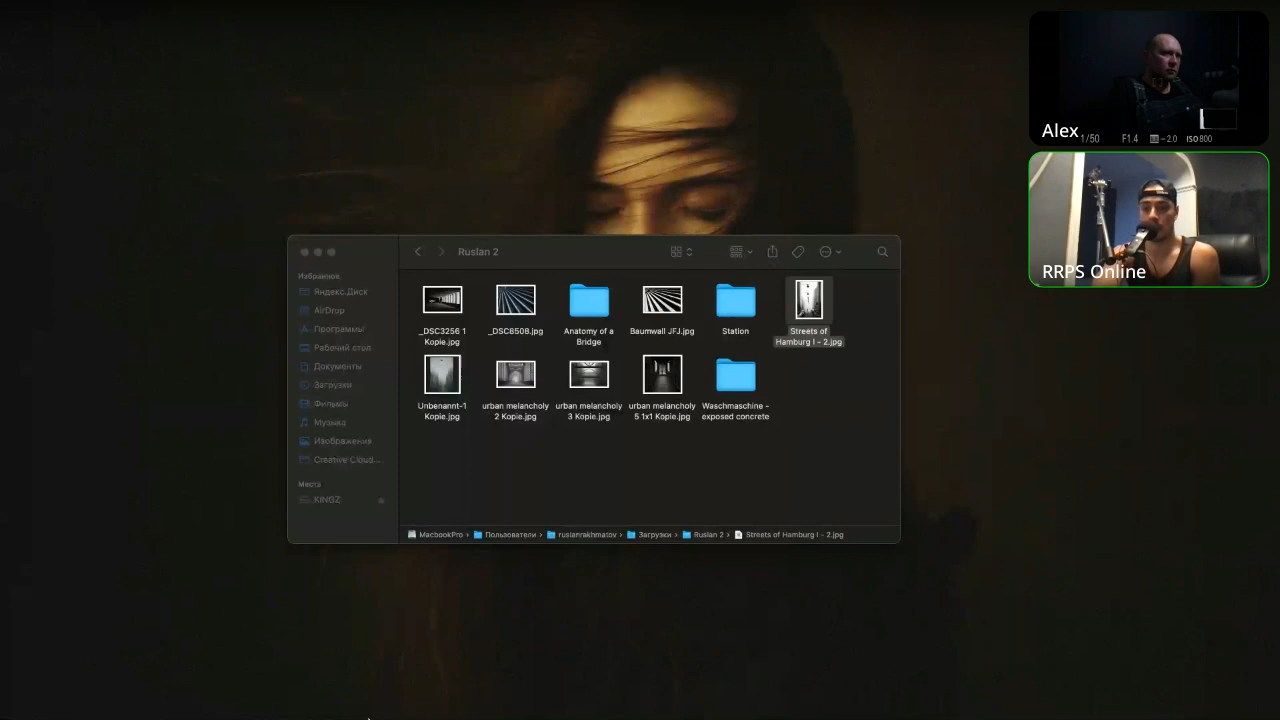 Alex
1/50 F1.4 -2.0 ISO800
RRPS Online
Ruslan 2
Избранное
Яндекс.Диск
AirDrop
Программы
Рабочий стол
Документы
Загрузки
Фильмы
Музыка
Изображения
Creative Cloud...
Места
KINGZ
_DSC3256 1
Kopie.jpg
_DSC8508.jpg
Anatomy of a
Bridge
Baumwall JFJ.jpg
Station
Streets of
Hamburg I - 2.jpg
Unbenannt-1
Kopie.jpg
urban melancholy
2 Kopie.jpg
urban melancholy
3 Kopie.jpg
urban melancholy
5 1x1 Kopie.jpg
Waschmaschine -
exposed concrete
MacbookPro › Пользователи › ruslanrakhmatov › Загрузки › Ruslan 2 › Streets of Hamburg I - 2.jpg